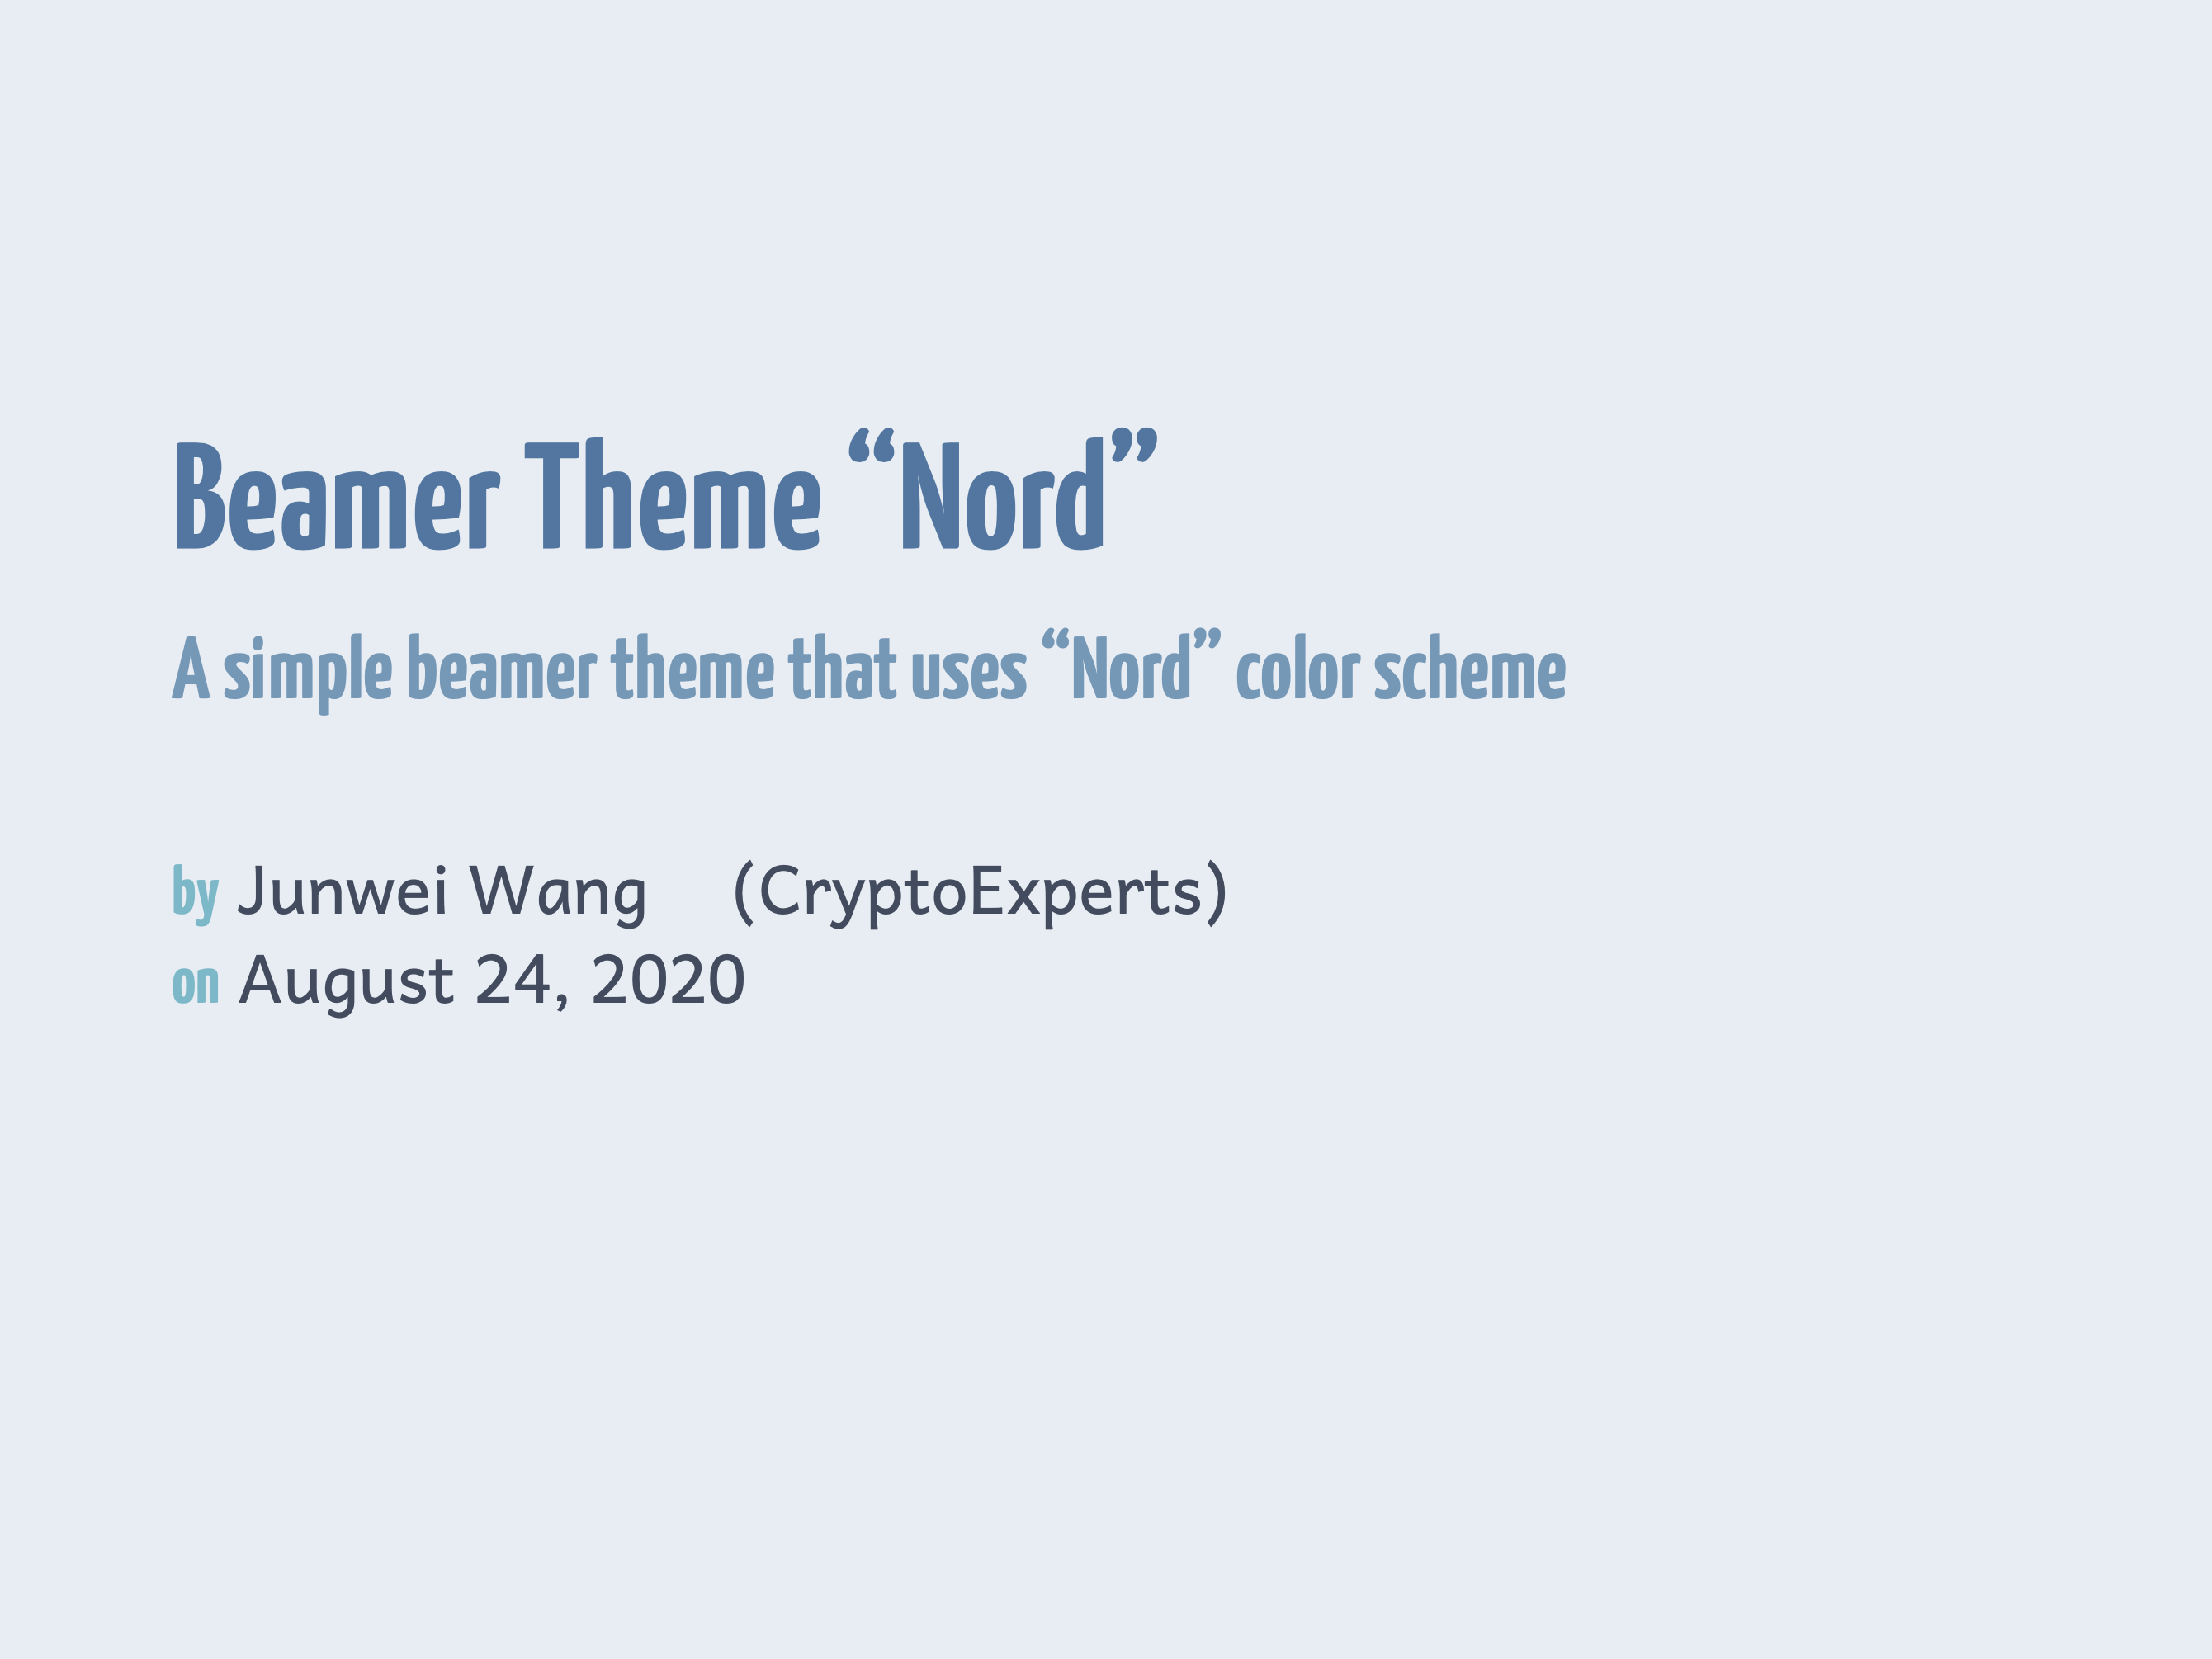 Beamer Theme “Nord”
A simple beamer theme that uses “Nord” color scheme
by Junwei Wang (CryptoExperts)
on August 24, 2020